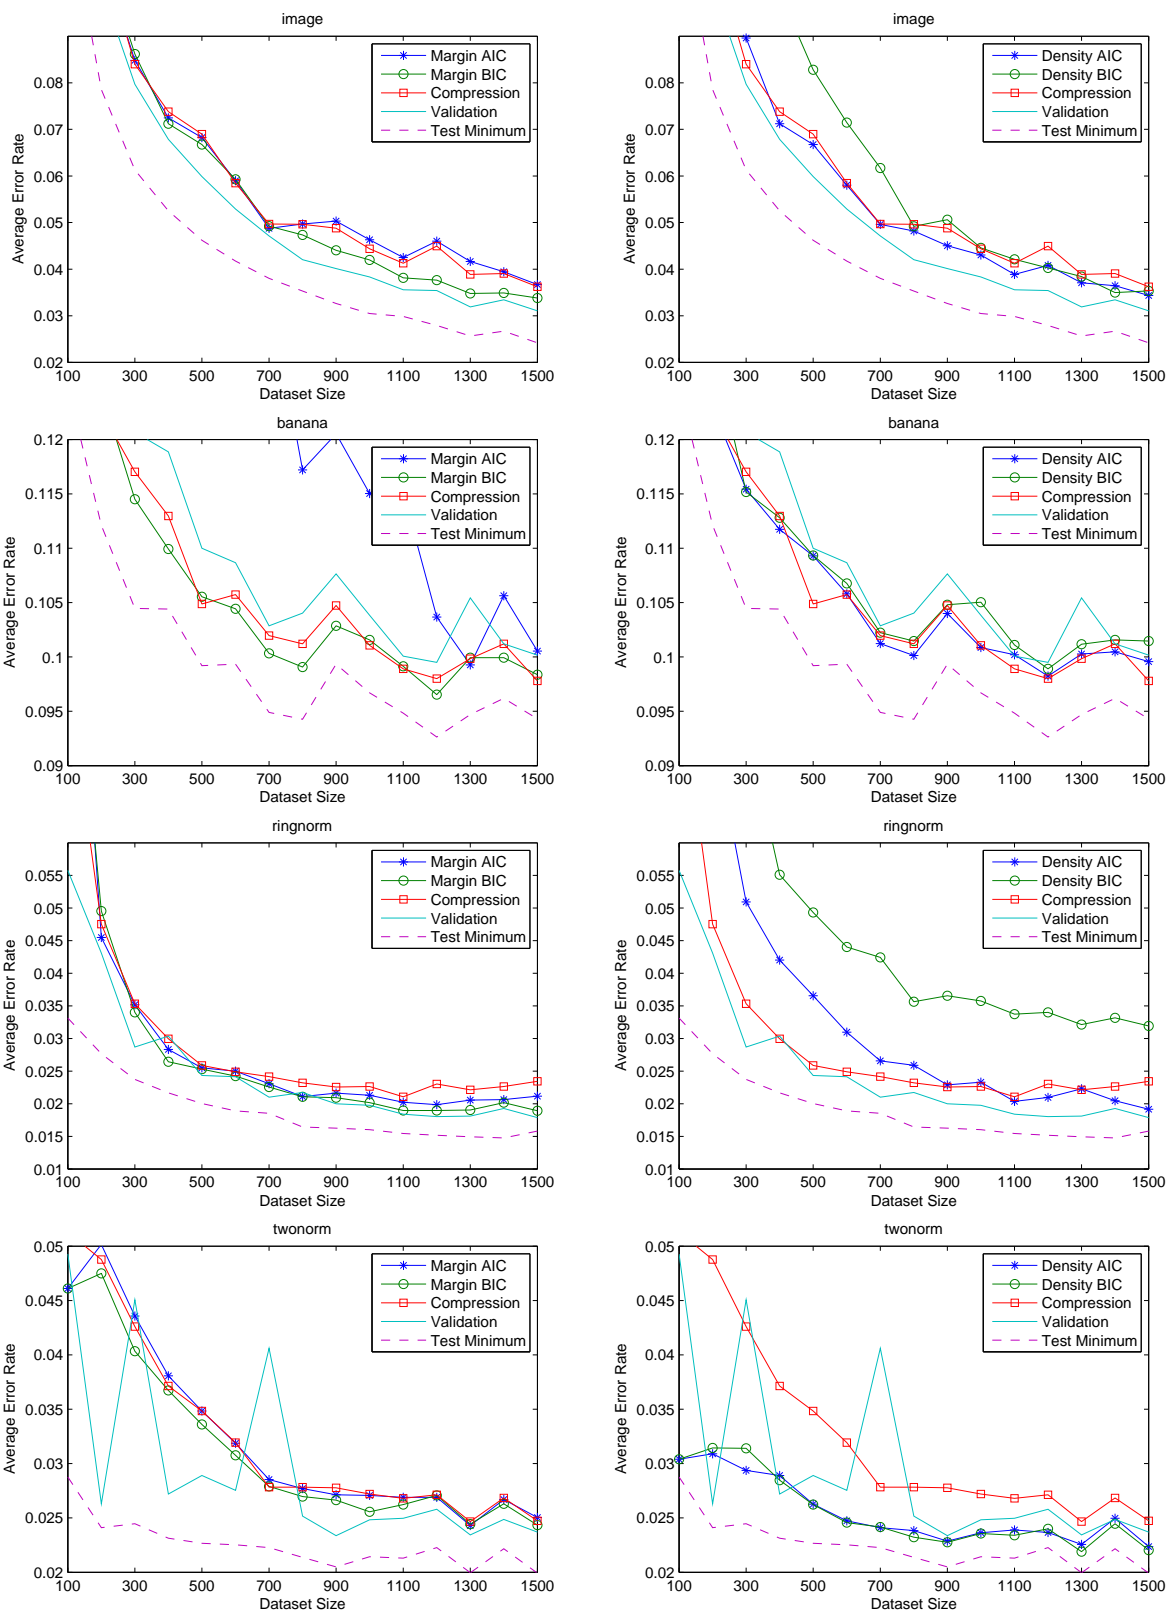 image
0.08
0.07
0.06
0.05
0.04
0.03
0.02
Average Error Rate
100 300 500 700 900 1100 1300 1500
Dataset Size
Margin AIC
Margin BIC
Compression
Validation
Test Minimum
image
0.08
0.07
0.06
0.05
0.04
0.03
0.02
Average Error Rate
100 300 500 700 900 1100 1300 1500
Dataset Size
Density AIC
Density BIC
Compression
Validation
Test Minimum
banana
0.12
0.115
0.11
0.105
0.1
0.095
0.09
Average Error Rate
100 300 500 700 900 1100 1300 1500
Dataset Size
Margin AIC
Margin BIC
Compression
Validation
Test Minimum
banana
0.12
0.115
0.11
0.105
0.1
0.095
0.09
Average Error Rate
100 300 500 700 900 1100 1300 1500
Dataset Size
Density AIC
Density BIC
Compression
Validation
Test Minimum
ringnorm
0.055
0.05
0.045
0.04
0.035
0.03
0.025
0.02
0.015
0.01
Average Error Rate
100 300 500 700 900 1100 1300 1500
Dataset Size
Margin AIC
Margin BIC
Compression
Validation
Test Minimum
ringnorm
0.055
0.05
0.045
0.04
0.035
0.03
0.025
0.02
0.015
0.01
Average Error Rate
100 300 500 700 900 1100 1300 1500
Dataset Size
Density AIC
Density BIC
Compression
Validation
Test Minimum
twonorm
0.05
0.045
0.04
0.035
0.03
0.025
0.02
Average Error Rate
100 300 500 700 900 1100 1300 1500
Dataset Size
Margin AIC
Margin BIC
Compression
Validation
Test Minimum
twonorm
0.05
0.045
0.04
0.035
0.03
0.025
0.02
Average Error Rate
100 300 500 700 900 1100 1300 1500
Dataset Size
Density AIC
Density BIC
Compression
Validation
Test Minimum